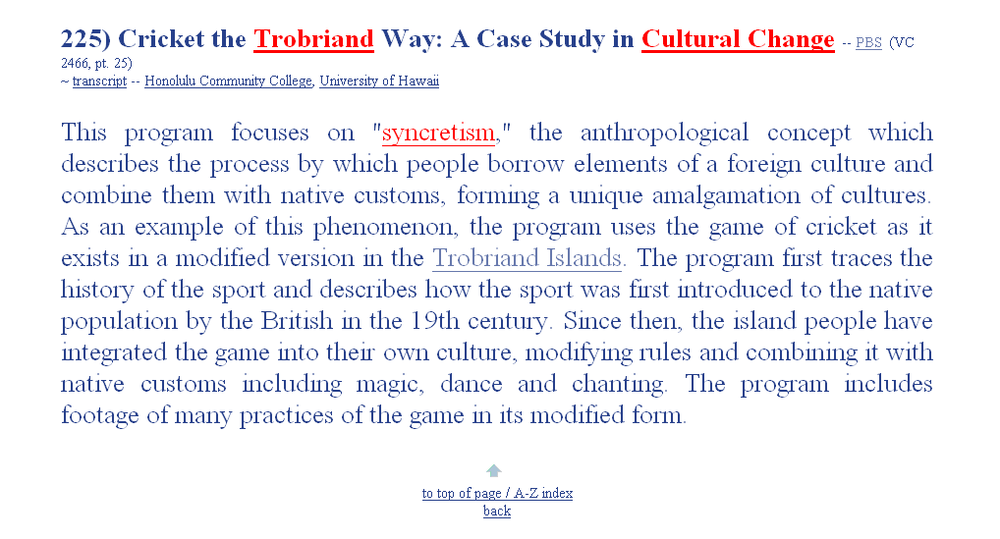 225) Cricket the Trobriand Way: A Case Study in Cultural Change -- PBS (VC
2466, pt. 25)
~ transcript -- Honolulu Community College, University of Hawaii
This program focuses on "syncretism," the anthropological concept which
describes the process by which people borrow elements of a foreign culture and
combine them with native customs, forming a unique amalgamation of cultures.
As an example of this phenomenon, the program uses the game of cricket as it
exists in a modified version in the Trobriand Islands. The program first traces the
history of the sport and describes how the sport was first introduced to the native
population by the British in the 19th century. Since then, the island people have
integrated the game into their own culture, modifying rules and combining it with
native customs including magic, dance and chanting. The program includes
footage of many practices of the game in its modified form.
to top of page / A-Z index
back